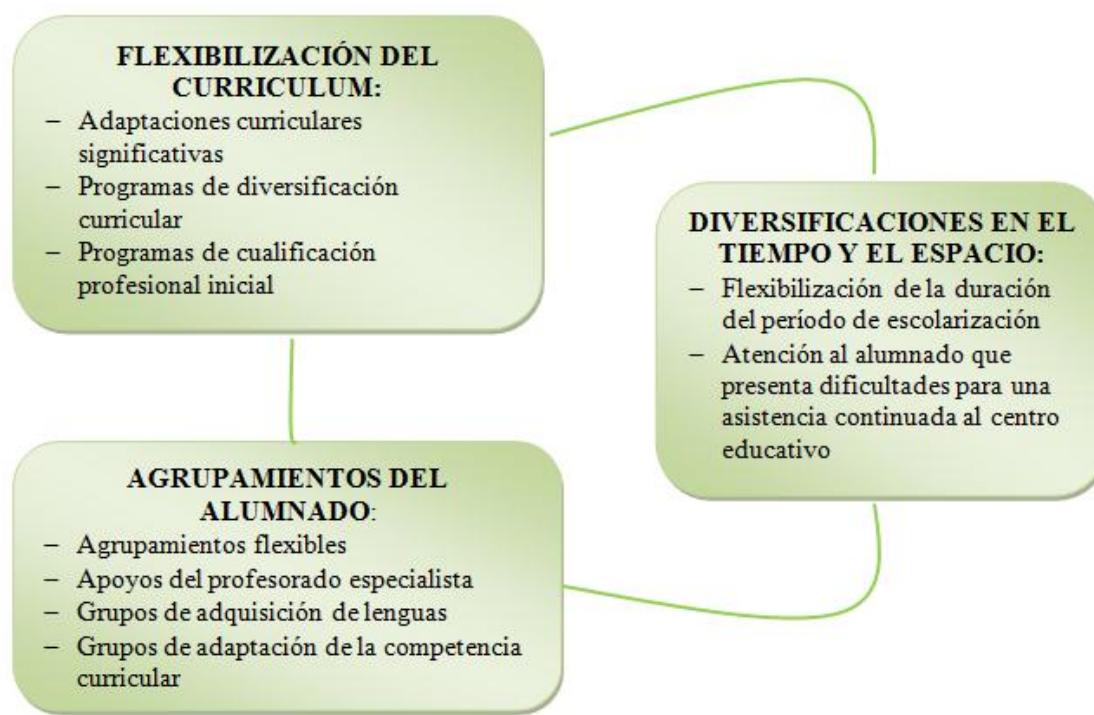 FLEXIBILIZACIÓN DEL
CURRICULUM:
– Adaptaciones curriculares
significativas
– Programas de diversificación
curricular
– Programas de cualificación
profesional inicial
DIVERSIFICACIONES EN EL
TIEMPO Y EL ESPACIO:
– Flexibilización de la duración
del período de escolarización
– Atención al alumnado que
presenta dificultades para una
asistencia continuada al centro
educativo
AGRUPAMIENTOS DEL
ALUMNADO:
– Agrupamientos flexibles
– Apoyos del profesorado especialista
– Grupos de adquisición de lenguas
– Grupos de adaptación de la competencia
curricular